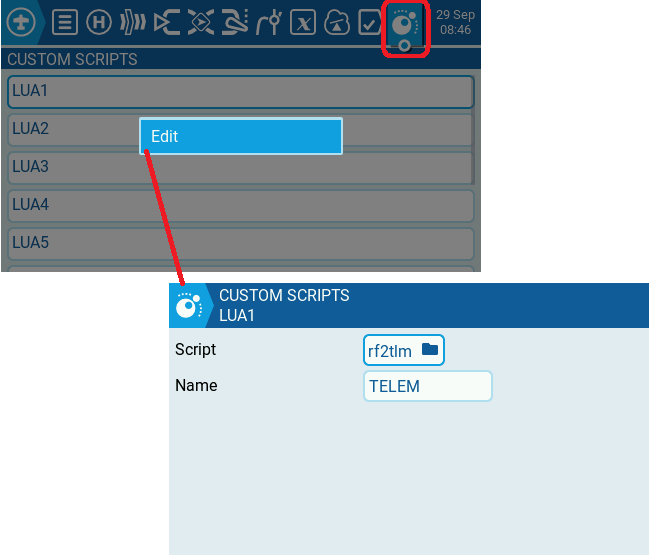 29 Sep
08:46
CUSTOM SCRIPTS
LUA1
LUA2
Edit
LUA3
LUA4
LUA5
CUSTOM SCRIPTS
LUA1
Script
rf2tlm
Name
TELEM